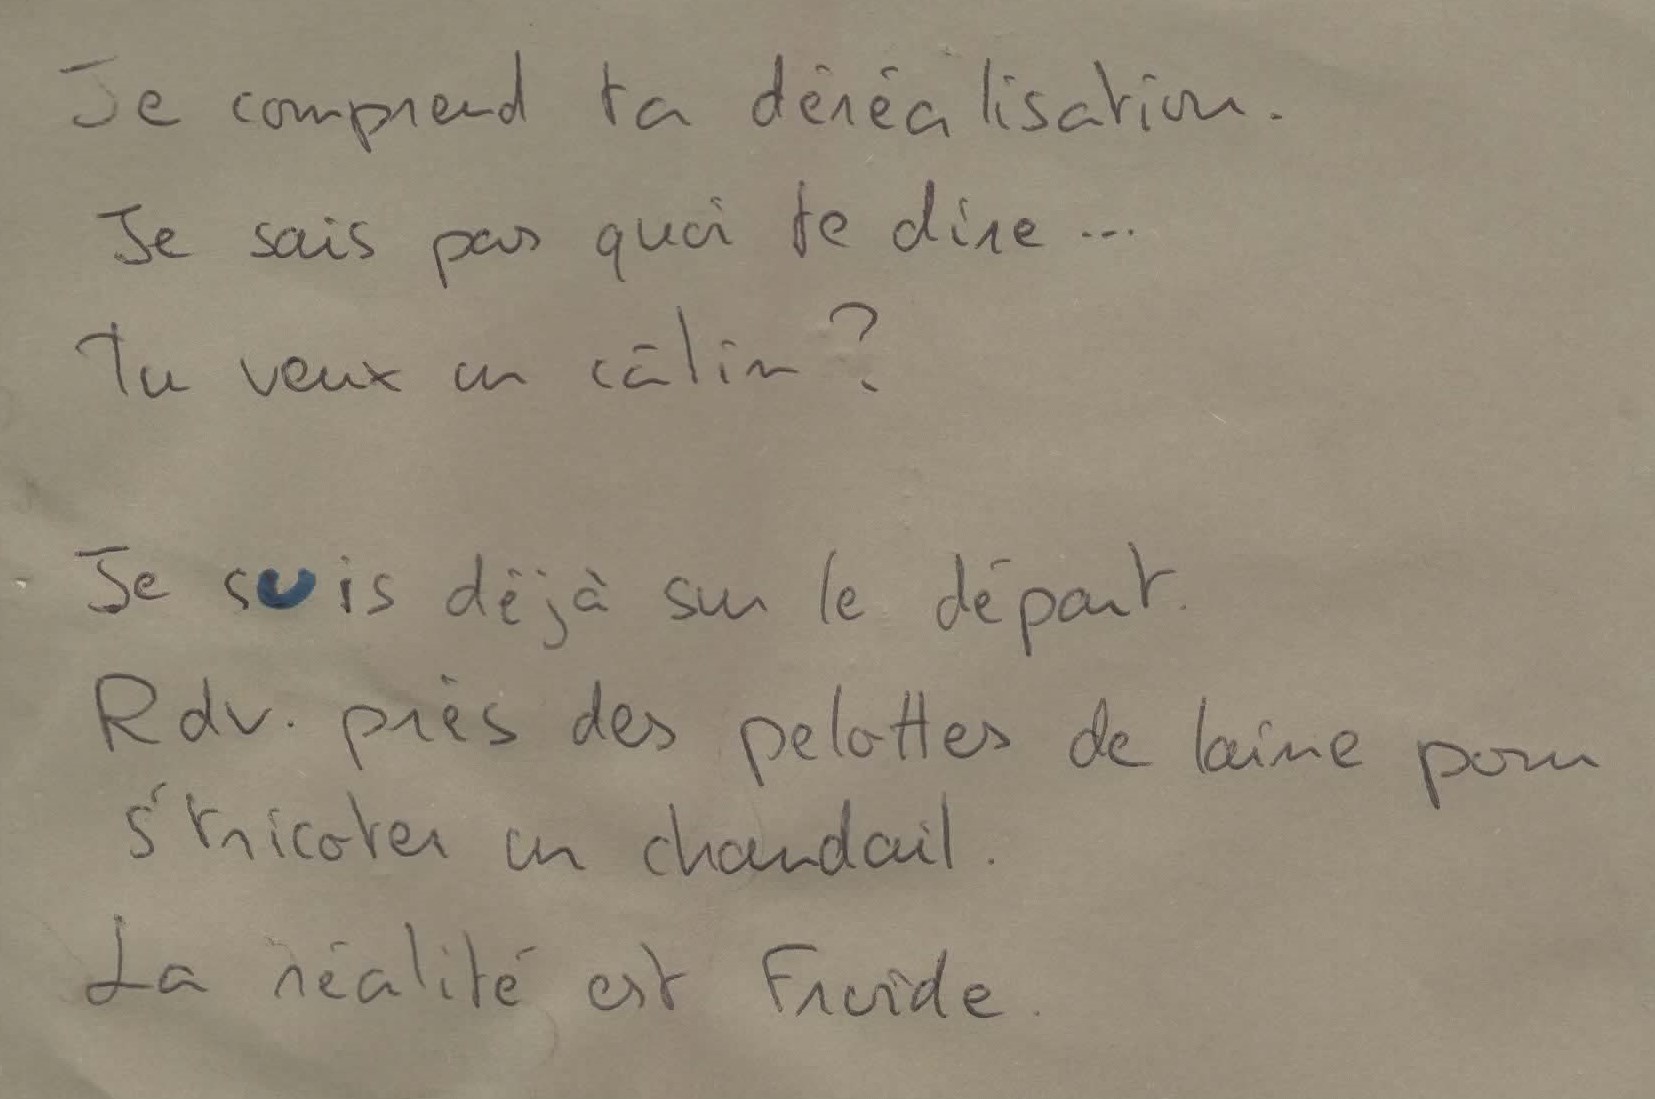 Je comprend ta déréalisation.
Je sais pas quoi te dire...
Tu veux un câlin?
Je suis déjà sur le départ.
Rdv. près des pelottes de laine pour
s'tricoter un chandail.
La réalité est Froide.